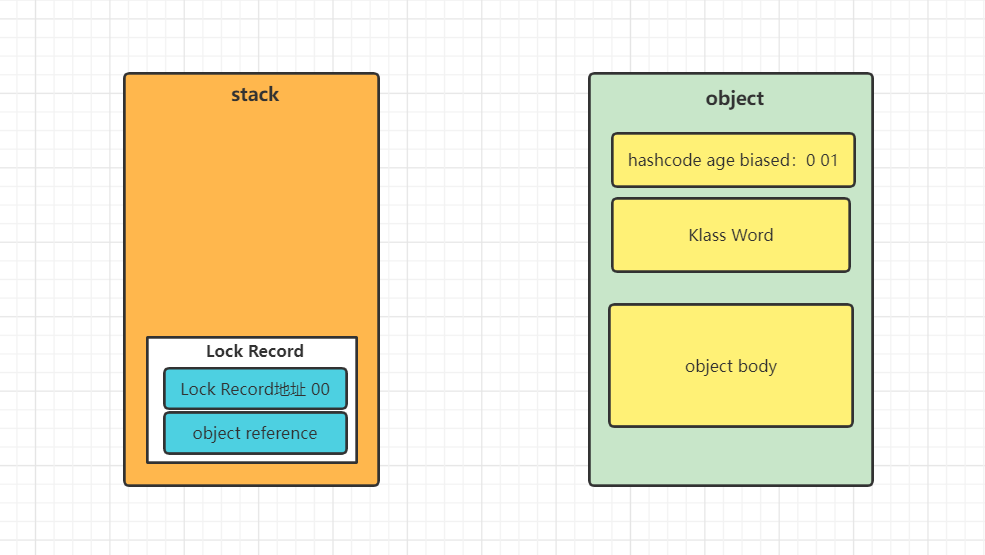 stack
Lock Record
Lock Record地址 00
object reference
object
hashcode age biased：0 01
Klass Word
object body